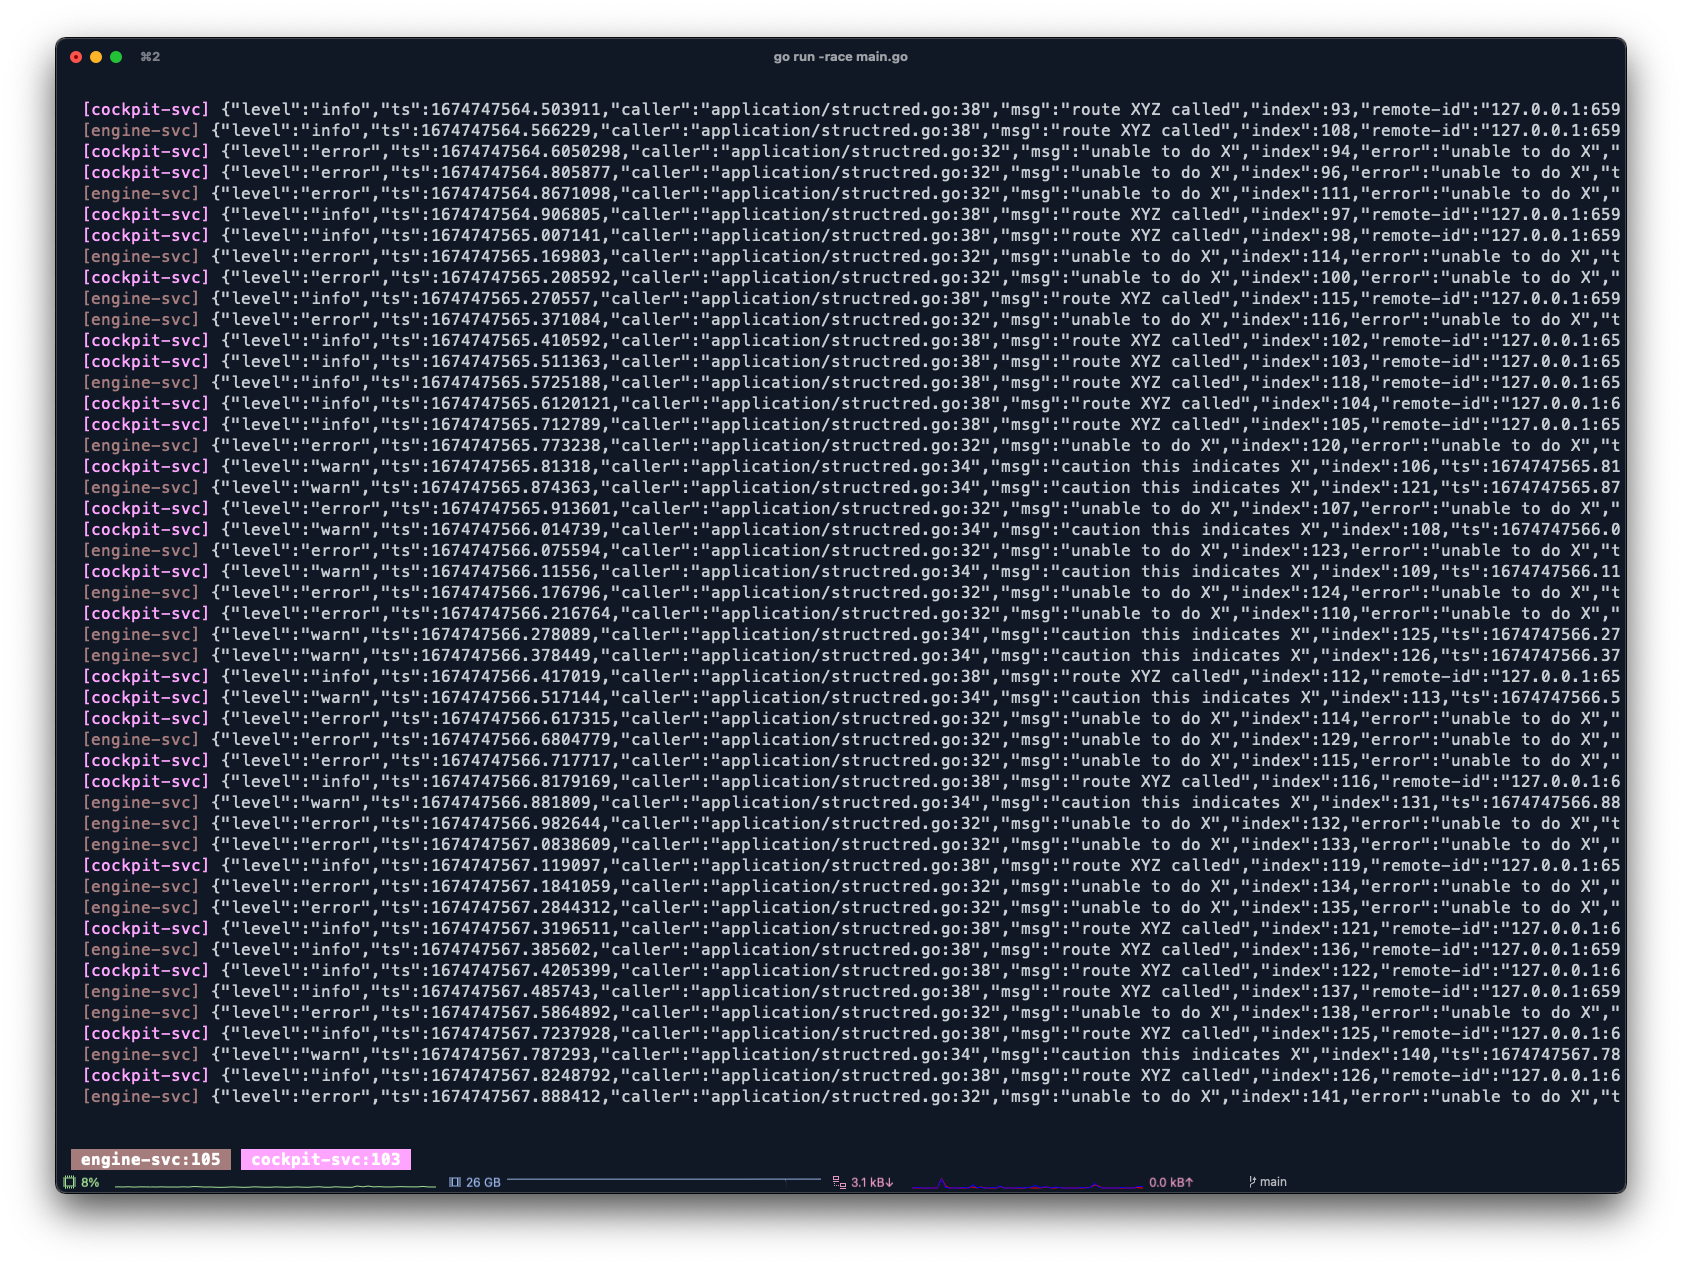 ⌘2
go run -race main.go
[cockpit-svc] {"level":"info","ts":1674747564.503911,"caller":"application/structred.go:38","msg":"route XYZ called","index":93,"remote-id":"127.0.0.1:659
[engine-svc] {"level":"info","ts":1674747564.566229,"caller":"application/structred.go:38","msg":"route XYZ called","index":108,"remote-id":"127.0.0.1:659
[cockpit-svc] {"level":"error","ts":1674747564.6050298,"caller":"application/structred.go:32","msg":"unable to do X","index":94,"error":"unable to do X","
[cockpit-svc] {"level":"error","ts":1674747564.805877,"caller":"application/structred.go:32","msg":"unable to do X","index":96,"error":"unable to do X","t
[engine-svc] {"level":"error","ts":1674747564.8671098,"caller":"application/structred.go:32","msg":"unable to do X","index":111,"error":"unable to do X","
[cockpit-svc] {"level":"info","ts":1674747564.906805,"caller":"application/structred.go:38","msg":"route XYZ called","index":97,"remote-id":"127.0.0.1:659
[cockpit-svc] {"level":"info","ts":1674747565.007141,"caller":"application/structred.go:38","msg":"route XYZ called","index":98,"remote-id":"127.0.0.1:659
[engine-svc] {"level":"error","ts":1674747565.169803,"caller":"application/structred.go:32","msg":"unable to do X","index":114,"error":"unable to do X","t
[cockpit-svc] {"level":"error","ts":1674747565.208592,"caller":"application/structred.go:32","msg":"unable to do X","index":100,"error":"unable to do X","
[engine-svc] {"level":"info","ts":1674747565.270557,"caller":"application/structred.go:38","msg":"route XYZ called","index":115,"remote-id":"127.0.0.1:659
[engine-svc] {"level":"error","ts":1674747565.371084,"caller":"application/structred.go:32","msg":"unable to do X","index":116,"error":"unable to do X","t
[cockpit-svc] {"level":"info","ts":1674747565.410592,"caller":"application/structred.go:38","msg":"route XYZ called","index":102,"remote-id":"127.0.0.1:65
[cockpit-svc] {"level":"info","ts":1674747565.511363,"caller":"application/structred.go:38","msg":"route XYZ called","index":103,"remote-id":"127.0.0.1:65
[engine-svc] {"level":"info","ts":1674747565.5725188,"caller":"application/structred.go:38","msg":"route XYZ called","index":118,"remote-id":"127.0.0.1:65
[cockpit-svc] {"level":"info","ts":1674747565.6120121,"caller":"application/structred.go:38","msg":"route XYZ called","index":104,"remote-id":"127.0.0.1:6
[cockpit-svc] {"level":"info","ts":1674747565.712789,"caller":"application/structred.go:38","msg":"route XYZ called","index":105,"remote-id":"127.0.0.1:65
[engine-svc] {"level":"error","ts":1674747565.773238,"caller":"application/structred.go:32","msg":"unable to do X","index":120,"error":"unable to do X","t
[cockpit-svc] {"level":"warn","ts":1674747565.81318,"caller":"application/structred.go:34","msg":"caution this indicates X","index":106,"ts":1674747565.81
[engine-svc] {"level":"warn","ts":1674747565.874363,"caller":"application/structred.go:34","msg":"caution this indicates X","index":121,"ts":1674747565.87
[cockpit-svc] {"level":"error","ts":1674747565.913601,"caller":"application/structred.go:32","msg":"unable to do X","index":107,"error":"unable to do X","
[cockpit-svc] {"level":"warn","ts":1674747566.014739,"caller":"application/structred.go:34","msg":"caution this indicates X","index":108,"ts":1674747566.0
[engine-svc] {"level":"error","ts":1674747566.075594,"caller":"application/structred.go:32","msg":"unable to do X","index":123,"error":"unable to do X","t
[cockpit-svc] {"level":"warn","ts":1674747566.11556,"caller":"application/structred.go:34","msg":"caution this indicates X","index":109,"ts":1674747566.11
[engine-svc] {"level":"error","ts":1674747566.176796,"caller":"application/structred.go:32","msg":"unable to do X","index":124,"error":"unable to do X","t
[cockpit-svc] {"level":"error","ts":1674747566.216764,"caller":"application/structred.go:32","msg":"unable to do X","index":110,"error":"unable to do X","
[engine-svc] {"level":"warn","ts":1674747566.278089,"caller":"application/structred.go:34","msg":"caution this indicates X","index":125,"ts":1674747566.27
[engine-svc] {"level":"warn","ts":1674747566.378449,"caller":"application/structred.go:34","msg":"caution this indicates X","index":126,"ts":1674747566.37
[cockpit-svc] {"level":"info","ts":1674747566.417019,"caller":"application/structred.go:38","msg":"route XYZ called","index":112,"remote-id":"127.0.0.1:65
[cockpit-svc] {"level":"warn","ts":1674747566.517144,"caller":"application/structred.go:34","msg":"caution this indicates X","index":113,"ts":1674747566.5
[cockpit-svc] {"level":"error","ts":1674747566.617315,"caller":"application/structred.go:32","msg":"unable to do X","index":114,"error":"unable to do X","
[engine-svc] {"level":"error","ts":1674747566.6804779,"caller":"application/structred.go:32","msg":"unable to do X","index":129,"error":"unable to do X","
[cockpit-svc] {"level":"error","ts":1674747566.717717,"caller":"application/structred.go:32","msg":"unable to do X","index":115,"error":"unable to do X","
[cockpit-svc] {"level":"info","ts":1674747566.8179169,"caller":"application/structred.go:38","msg":"route XYZ called","index":116,"remote-id":"127.0.0.1:6
[engine-svc] {"level":"warn","ts":1674747566.881809,"caller":"application/structred.go:34","msg":"caution this indicates X","index":131,"ts":1674747566.88
[engine-svc] {"level":"error","ts":1674747566.982644,"caller":"application/structred.go:32","msg":"unable to do X","index":132,"error":"unable to do X","t
[engine-svc] {"level":"error","ts":1674747567.0838609,"caller":"application/structred.go:32","msg":"unable to do X","index":133,"error":"unable to do X","
[cockpit-svc] {"level":"info","ts":1674747567.119097,"caller":"application/structred.go:38","msg":"route XYZ called","index":119,"remote-id":"127.0.0.1:65
[engine-svc] {"level":"error","ts":1674747567.1841059,"caller":"application/structred.go:32","msg":"unable to do X","index":134,"error":"unable to do X","
[engine-svc] {"level":"error","ts":1674747567.2844312,"caller":"application/structred.go:32","msg":"unable to do X","index":135,"error":"unable to do X","
[cockpit-svc] {"level":"info","ts":1674747567.3196511,"caller":"application/structred.go:38","msg":"route XYZ called","index":121,"remote-id":"127.0.0.1:6
[engine-svc] {"level":"info","ts":1674747567.385602,"caller":"application/structred.go:38","msg":"route XYZ called","index":136,"remote-id":"127.0.0.1:659
[cockpit-svc] {"level":"info","ts":1674747567.4205399,"caller":"application/structred.go:38","msg":"route XYZ called","index":122,"remote-id":"127.0.0.1:6
[engine-svc] {"level":"info","ts":1674747567.485743,"caller":"application/structred.go:38","msg":"route XYZ called","index":137,"remote-id":"127.0.0.1:659
[engine-svc] {"level":"error","ts":1674747567.5864892,"caller":"application/structred.go:32","msg":"unable to do X","index":138,"error":"unable to do X","
[cockpit-svc] {"level":"info","ts":1674747567.7237928,"caller":"application/structred.go:38","msg":"route XYZ called","index":125,"remote-id":"127.0.0.1:6
[engine-svc] {"level":"warn","ts":1674747567.787293,"caller":"application/structred.go:34","msg":"caution this indicates X","index":140,"ts":1674747567.78
[cockpit-svc] {"level":"info","ts":1674747567.8248792,"caller":"application/structred.go:38","msg":"route XYZ called","index":126,"remote-id":"127.0.0.1:6
[engine-svc] {"level":"error","ts":1674747567.888412,"caller":"application/structred.go:32","msg":"unable to do X","index":141,"error":"unable to do X","t
engine-svc:105 cockpit-svc:103
8% 26 GB 3.1 kB↓ 0.0 kB↑ main